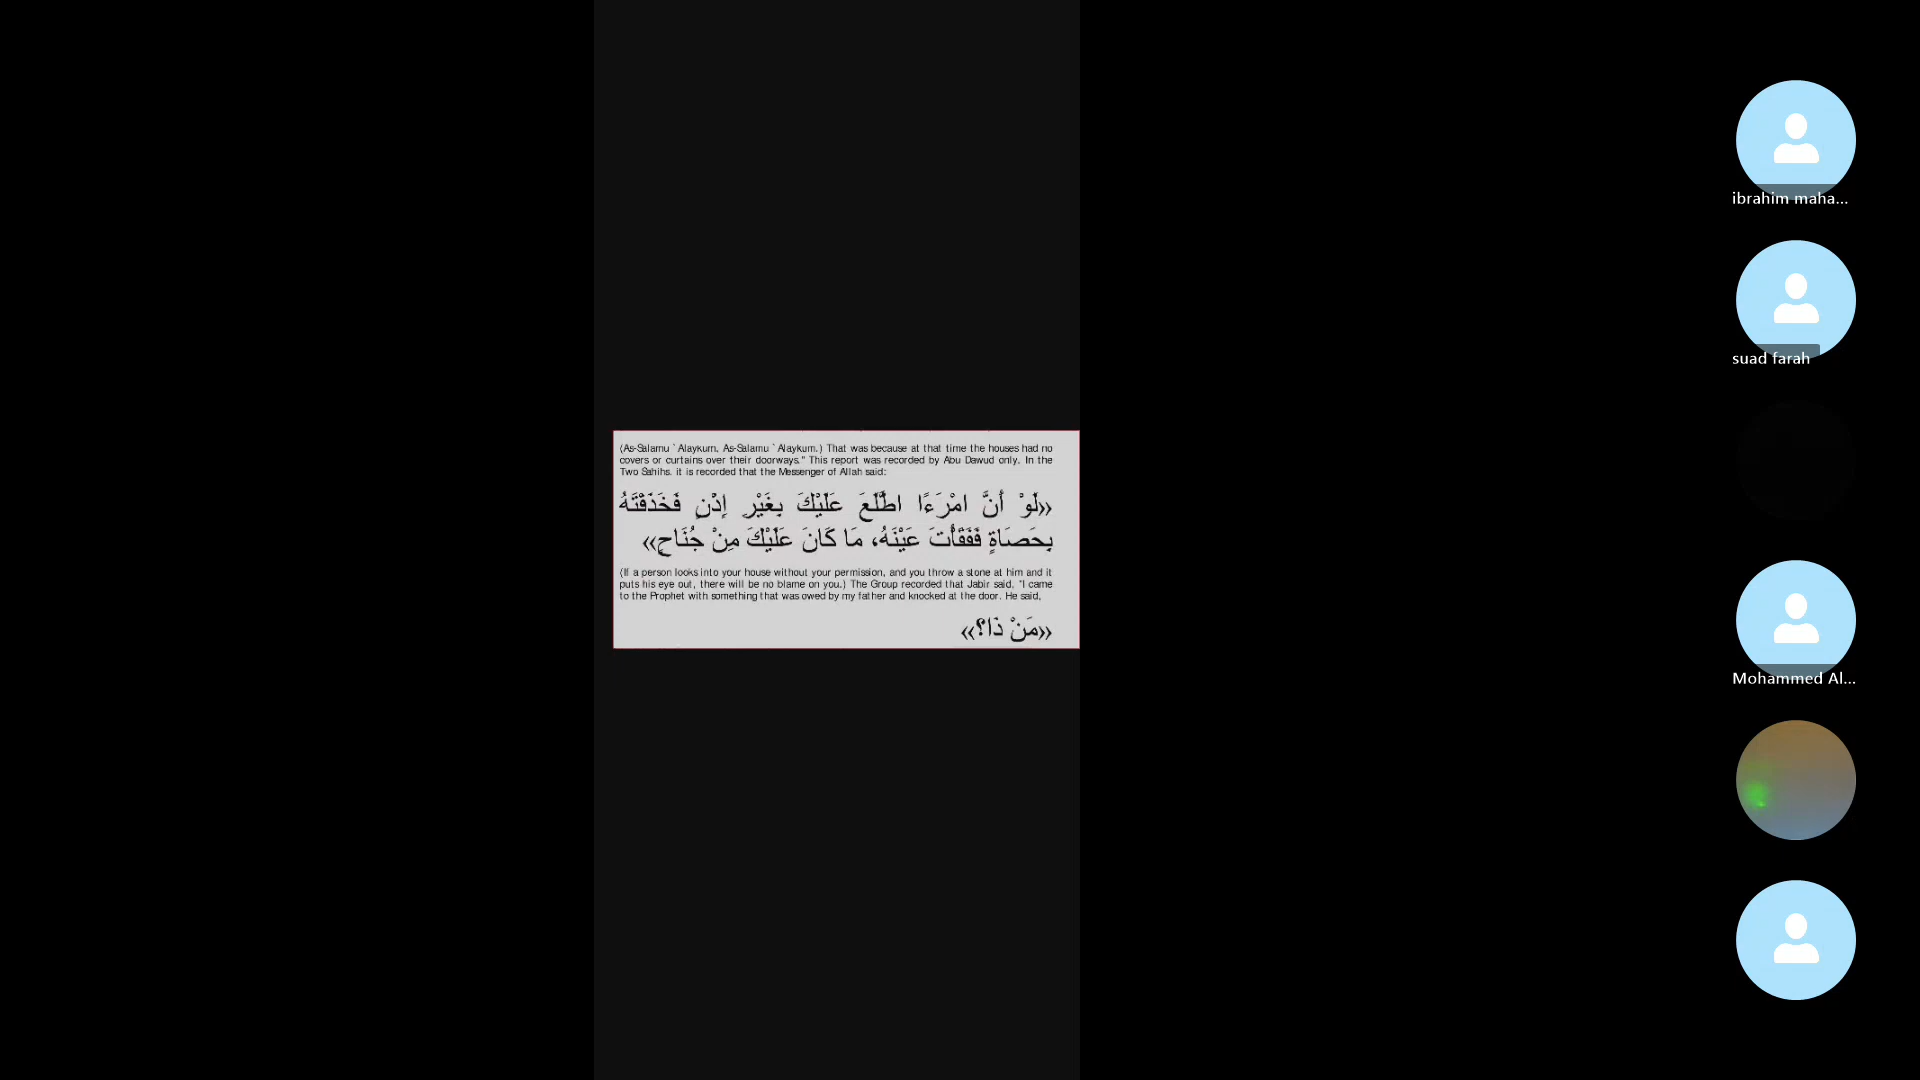 (As-Salamu `Alaykum, As-Salamu `Alaykum.) That was because at that time the houses had no
covers or curtains over their doorways." This report was recorded by Abu Dawud only. In the
Two Sahihs, it is recorded that the Messenger of Allah said:
«لَوْ أَنَّ امْرَءًا اطَّلَعَ عَلَيْكَ بِغَيْرِ إِذْنٍ فَخَذَفْتَهُ
بِحَصَاةٍ فَفَقَأْتَ عَيْنَهُ، مَا كَانَ عَلَيْكَ مِنْ جُنَاحٍ»
(If a person looks into your house without your permission, and you throw a stone at him and it
puts his eye out, there will be no blame on you.) The Group recorded that Jabir said, "I came
to the Prophet with something that was owed by my father and knocked at the door. He said,
«مَنْ ذَا؟»
ibrahim maha...
suad farah
Mohammed Al...